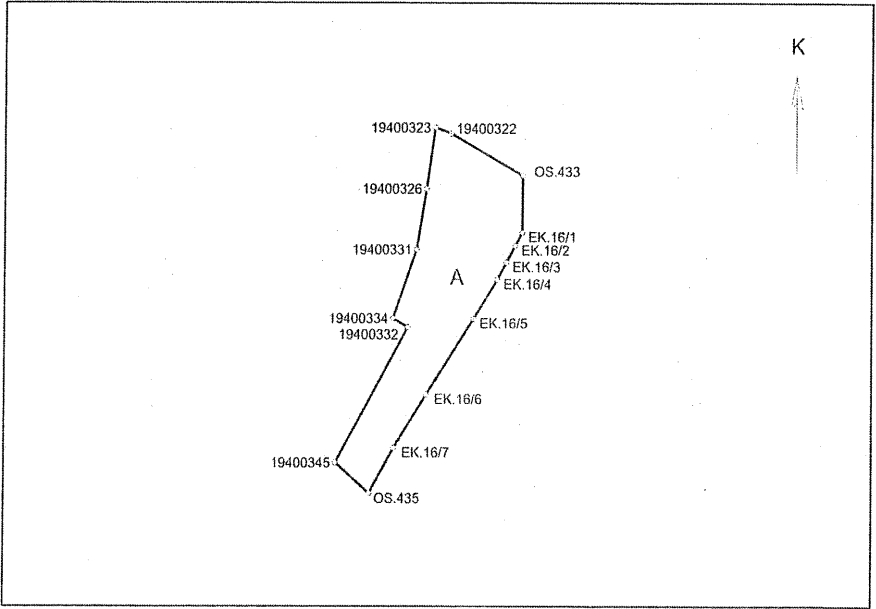 K
19400323
19400322
OS.433
19400326
EK.16/1
19400331
EK.16/2
EK.16/3
A
EK.16/4
19400334
EK.16/5
19400332
EK.16/6
EK.16/7
19400345
OS.435